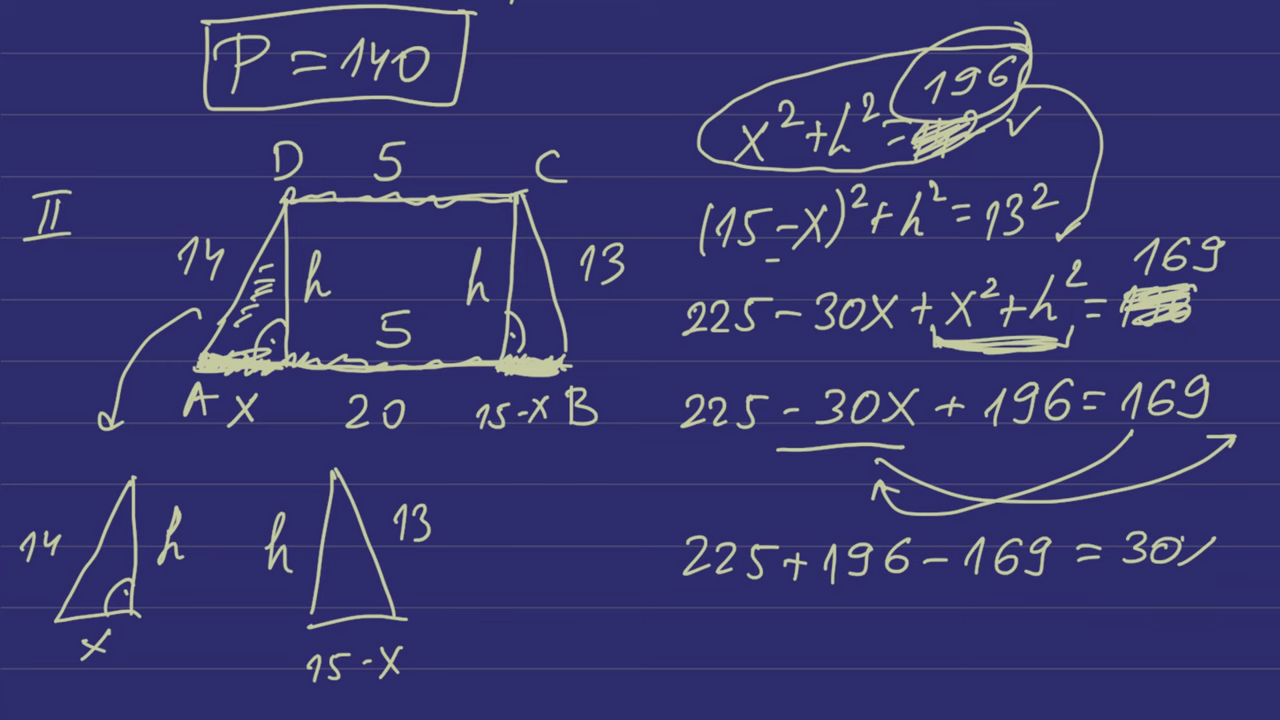 P = 140
II
D 5 C
14 h h 13
5
A X 20 15-X B
14 h
x
h 13
15-X
x² + h² = 196
(15-x)² + h² = 13²
225 - 30x + x² + h² = 169
225 - 30x + 196 = 169
225 + 196 - 169 = 30